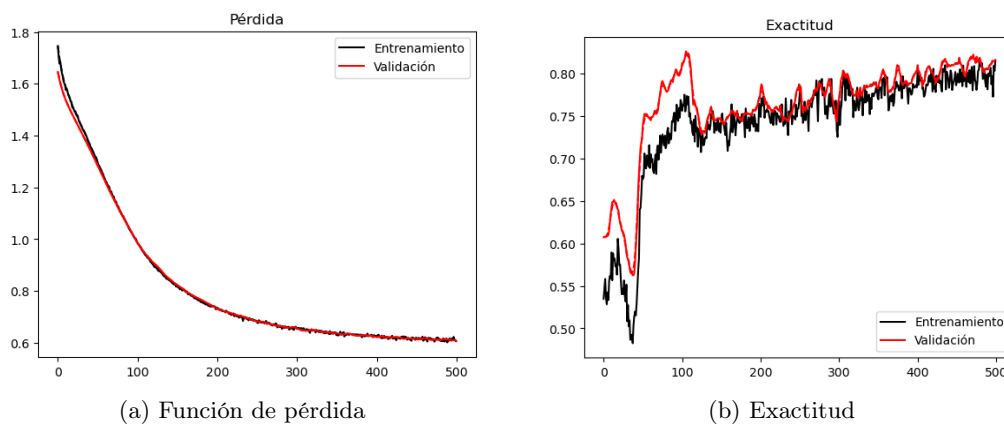 Pérdida
1.8
1.6
1.4
1.2
1.0
0.8
0.6
0 100 200 300 400 500
Entrenamiento
Validación
(a) Función de pérdida
Exactitud
0.80
0.75
0.70
0.65
0.60
0.55
0.50
0 100 200 300 400 500
Entrenamiento
Validación
(b) Exactitud